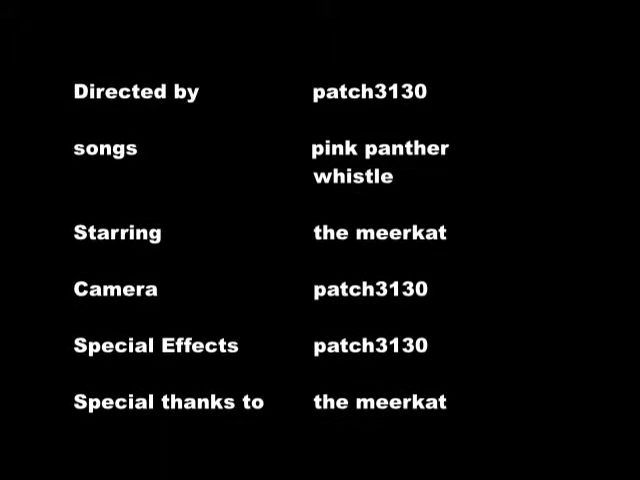 Directed by patch3130
songs pink panther
whistle
Starring the meerkat
Camera patch3130
Special Effects patch3130
Special thanks to the meerkat